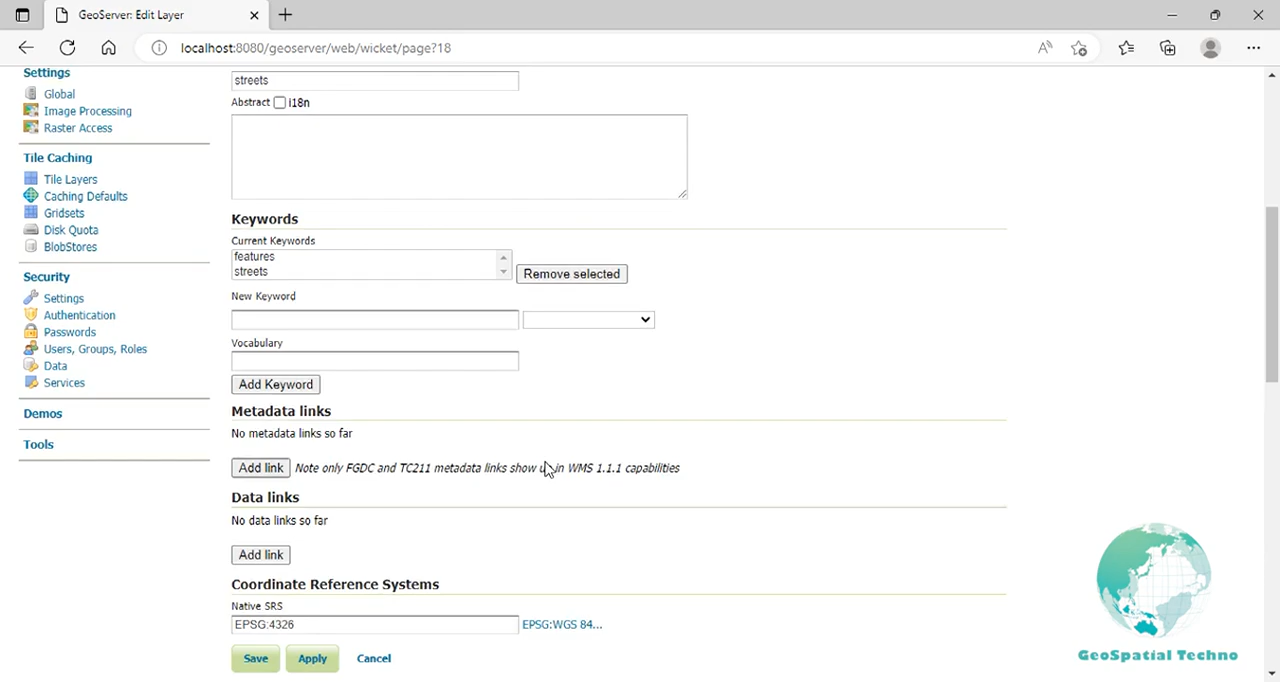 GeoServer: Edit Layer
localhost:8080/geoserver/web/wicket/page?18
Settings
Global
Image Processing
Raster Access
Tile Caching
Tile Layers
Caching Defaults
Gridsets
Disk Quota
BlobStores
Security
Settings
Authentication
Passwords
Users, Groups, Roles
Data
Services
Demos
Tools
streets
Abstract i18n
Keywords
Current Keywords
features
streets
Remove selected
New Keyword
Vocabulary
Add Keyword
Metadata links
No metadata links so far
Add link Note only FGDC and TC211 metadata links show up in WMS 1.1.1 capabilities
Data links
No data links so far
Add link
Coordinate Reference Systems
Native SRS
EPSG:4326 EPSG:WGS 84...
Save Apply Cancel
GeoSpatial Techno